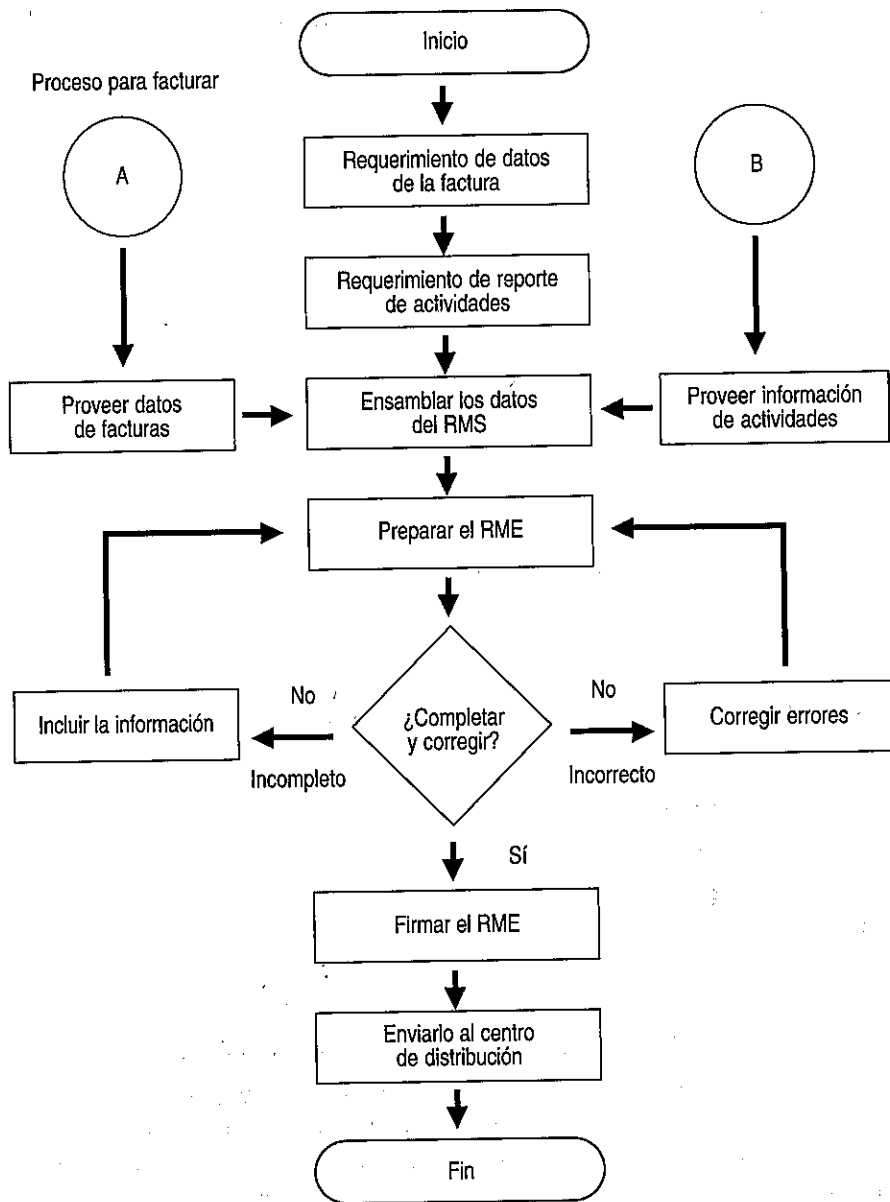 Inicio
Proceso para facturar
A
Requerimiento de datos
de la factura
B
Requerimiento de reporte
de actividades
Proveer datos
de facturas
Ensamblar los datos
del RMS
Proveer información
de actividades
Preparar el RME
No
No
Incluir la información
¿Completar
y corregir?
Corregir errores
Incompleto
Incorrecto
Sí
Firmar el RME
Enviarlo al centro
de distribución
Fin